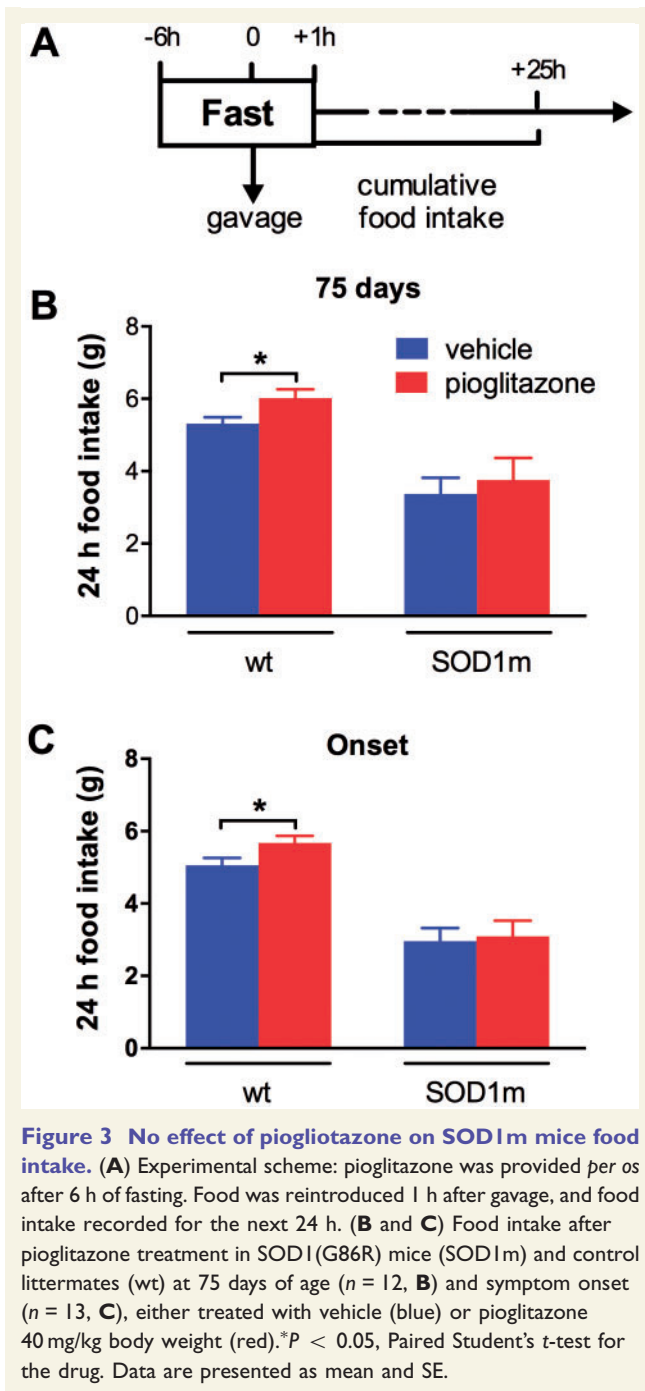 A
-6h 0 +1h
+25h
Fast
gavage
cumulative
food intake
B
75 days
24 h food intake (g)
8
6
4
2
0
*
vehicle
pioglitazone
wt SOD1m
C
Onset
24 h food intake (g)
8
6
4
2
0
*
wt SOD1m
Figure 3 No effect of piogliotazone on SOD1m mice food
intake. (A) Experimental scheme: pioglitazone was provided per os
after 6 h of fasting. Food was reintroduced 1 h after gavage, and food
intake recorded for the next 24 h. (B and C) Food intake after
pioglitazone treatment in SOD1(G86R) mice (SOD1m) and control
littermates (wt) at 75 days of age (n = 12, B) and symptom onset
(n = 13, C), either treated with vehicle (blue) or pioglitazone
40 mg/kg body weight (red).*P < 0.05, Paired Student's t-test for
the drug. Data are presented as mean and SE.